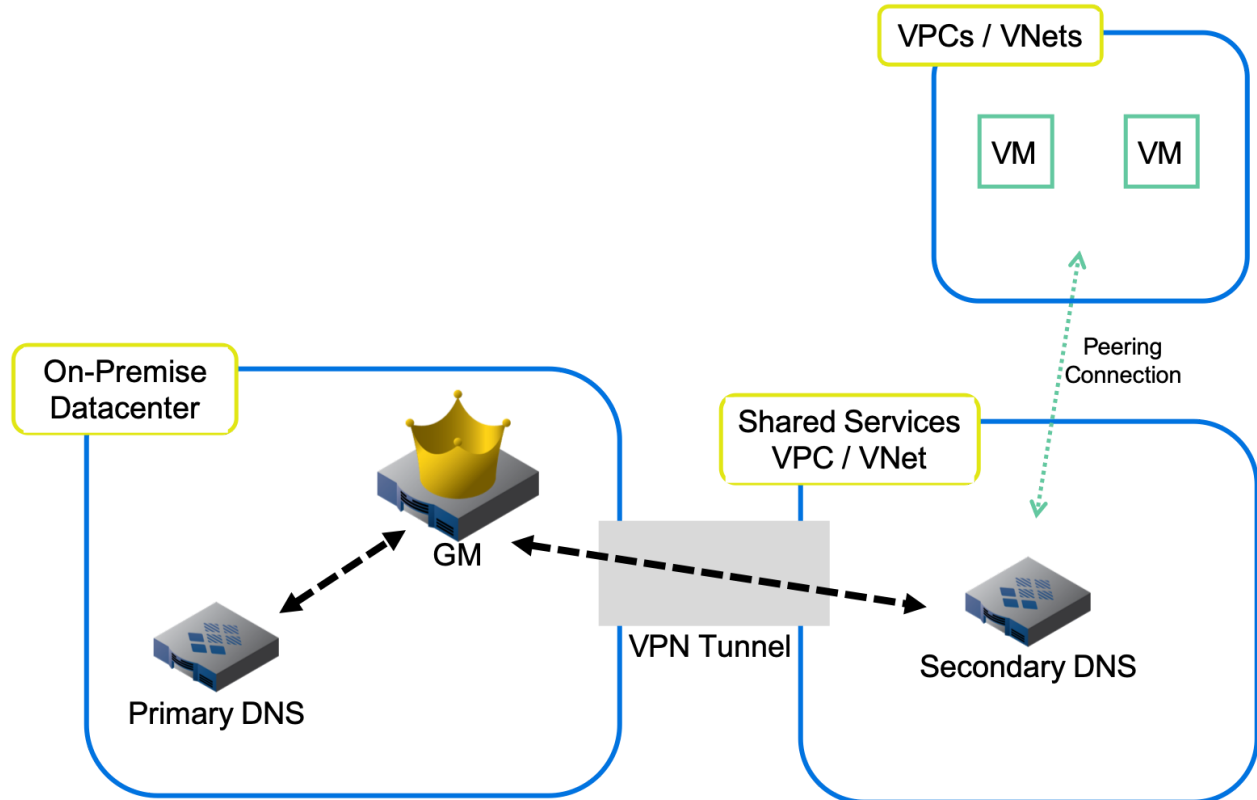 VPCs / VNets
VM
VM
Peering
Connection
On-Premise
Datacenter
Shared Services
VPC / VNet
GM
VPN Tunnel
Secondary DNS
Primary DNS